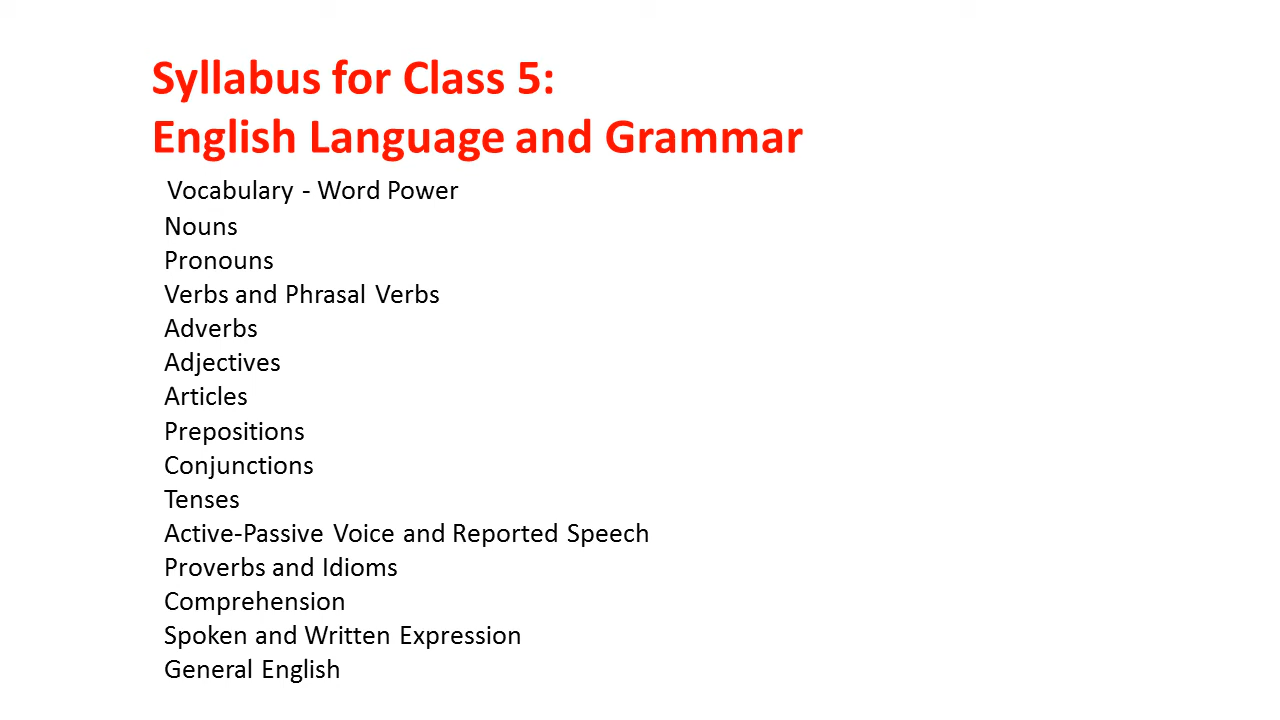 Syllabus for Class 5:
English Language and Grammar
Vocabulary - Word Power
Nouns
Pronouns
Verbs and Phrasal Verbs
Adverbs
Adjectives
Articles
Prepositions
Conjunctions
Tenses
Active-Passive Voice and Reported Speech
Proverbs and Idioms
Comprehension
Spoken and Written Expression
General English